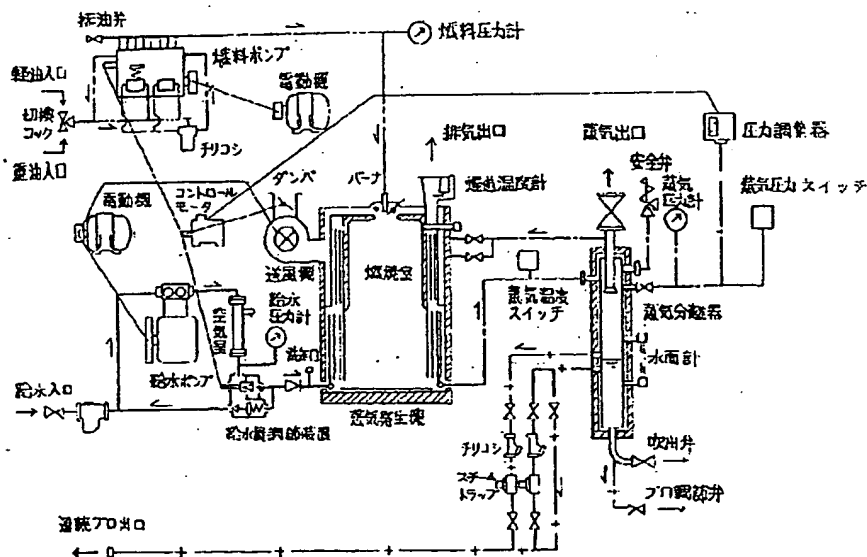 排油弁
燃料圧力計
燃料ポンプ
軽油入口
電動機
切換
コック
重油入口
チリコシ
圧力調整器
排気出口
蒸気出口
安全弁
ダンパ
バーナ
煙道温度計
蒸気
圧力計
蒸気圧力スイッチ
電動機
コントロール
モータ
送風機
燃焼室
給水
圧力計
空気室
蒸気温度
スイッチ
蒸気分離器
水面計
給水ポンプ
給水入口
給水量調節装置
蒸気発生機
チリコシ
スチーム
トラップ
吹出弁
ブロ調節弁
連続ブロ出口